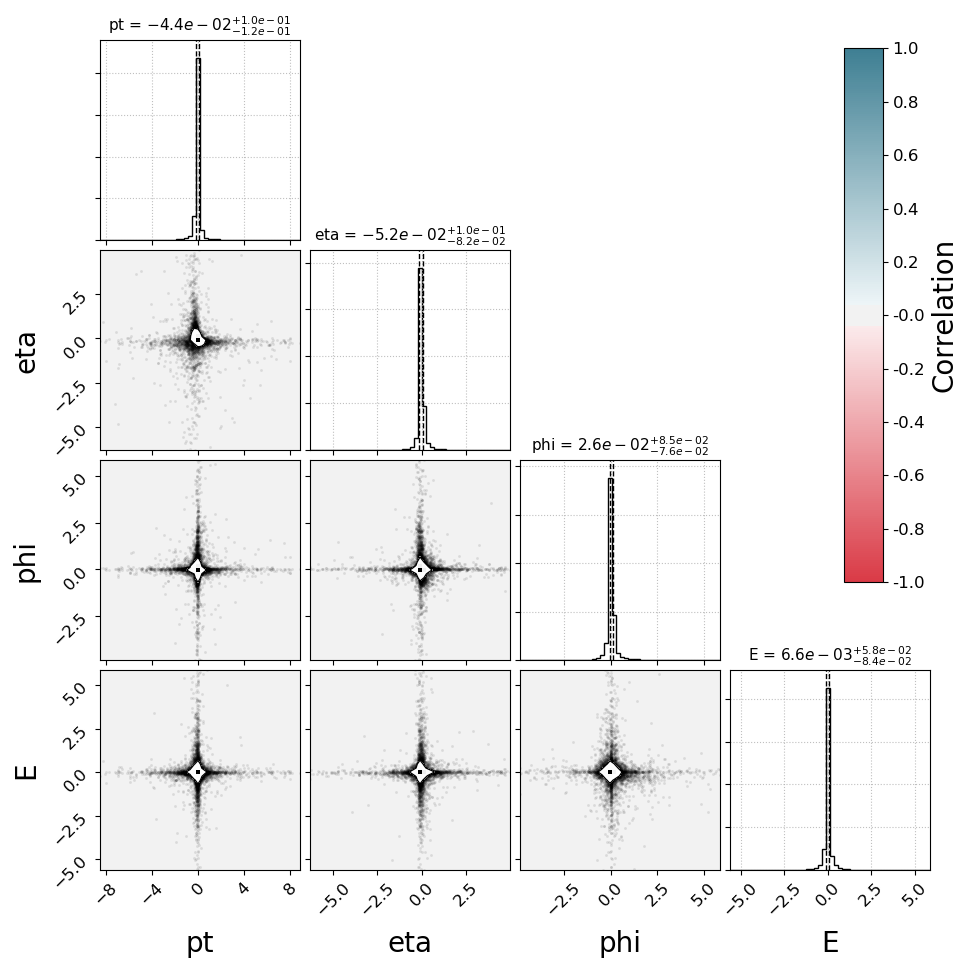 pt = −4.4e − 02 +1.0e−01 −1.2e−01
1.0
0.8
0.6
0.4
0.2
-0.0
-0.2
-0.4
-0.6
-0.8
-1.0
Correlation
eta = −5.2e − 02 +1.0e−01 −8.2e−02
eta
2.5
0.0
−2.5
−5.0
phi = 2.6e − 02 +8.5e−02 −7.6e−02
phi
5.0
2.5
0.0
−2.5
E = 6.6e − 03 +5.8e−02 −8.4e−02
E
5.0
2.5
0.0
−2.5
−5.0
−8 −4 0 4 8
−5.0 −2.5 0.0 2.5
−2.5 0.0 2.5 5.0
−5.0 −2.5 0.0 2.5 5.0
pt eta phi E